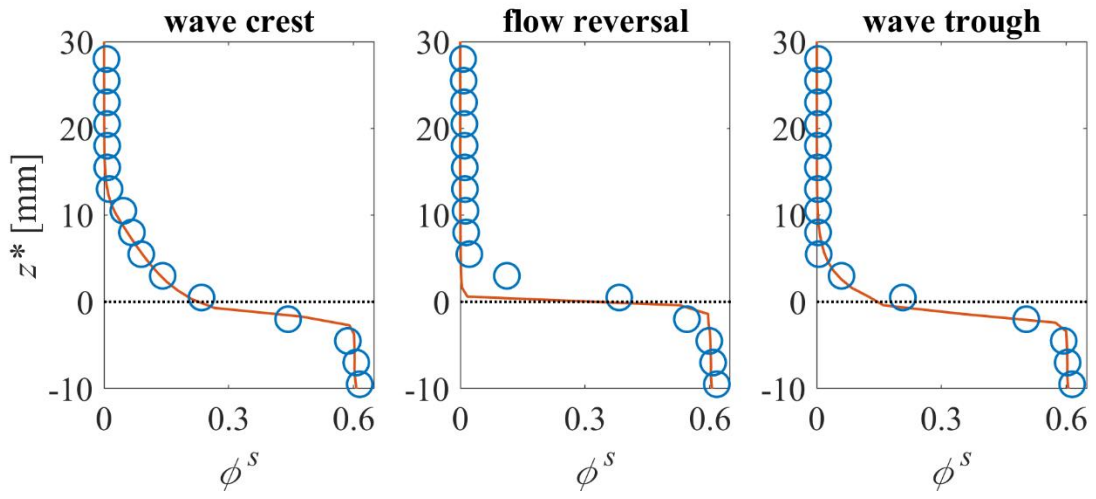 wave crest flow reversal wave trough
30 30 30
20 20 20
z* [mm]
10 10 10
0 0 0
-10 -10 -10
0 0.3 0.6 0 0.3 0.6 0 0.3 0.6
ϕ^s ϕ^s ϕ^s